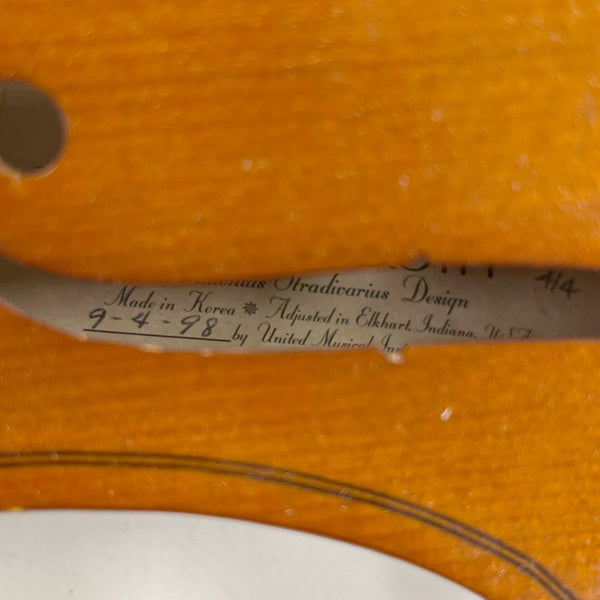 4/4
Stradivarius Design
Made in Korea ✵ Adjusted in Elkhart, Indiana, U.S.A.
9-4-98 by United Musical